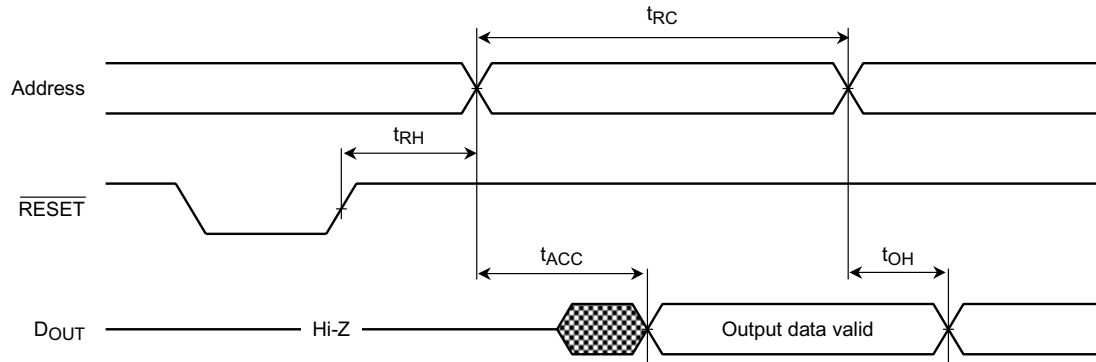 tRC
Address
tRH
RESET
tACC
tOH
DOUT
Hi-Z
Output data valid